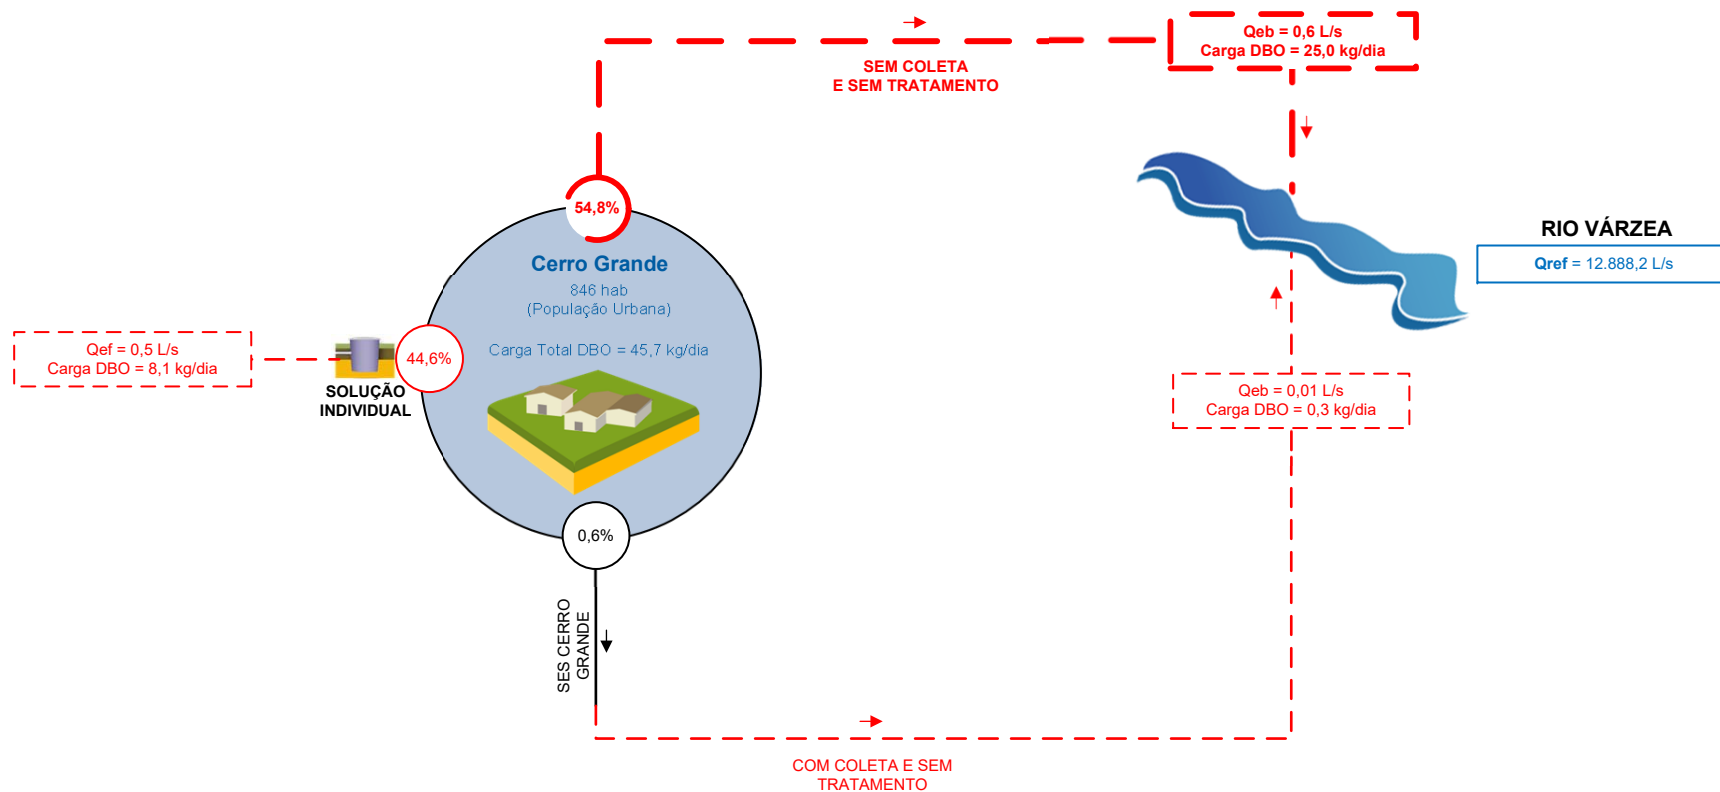 Qeb = 0,6 L/s
Carga DBO = 25,0 kg/dia
SEM COLETA
E SEM TRATAMENTO
54,8%
RIO VÁRZEA
Qref = 12.888,2 L/s
Cerro Grande
846 hab
(População Urbana)
Carga Total DBO = 45,7 kg/dia
Qef = 0,5 L/s
Carga DBO = 8,1 kg/dia
44,6%
SOLUÇÃO
INDIVIDUAL
Qeb = 0,01 L/s
Carga DBO = 0,3 kg/dia
0,6%
SES CERRO
GRANDE
COM COLETA E SEM
TRATAMENTO